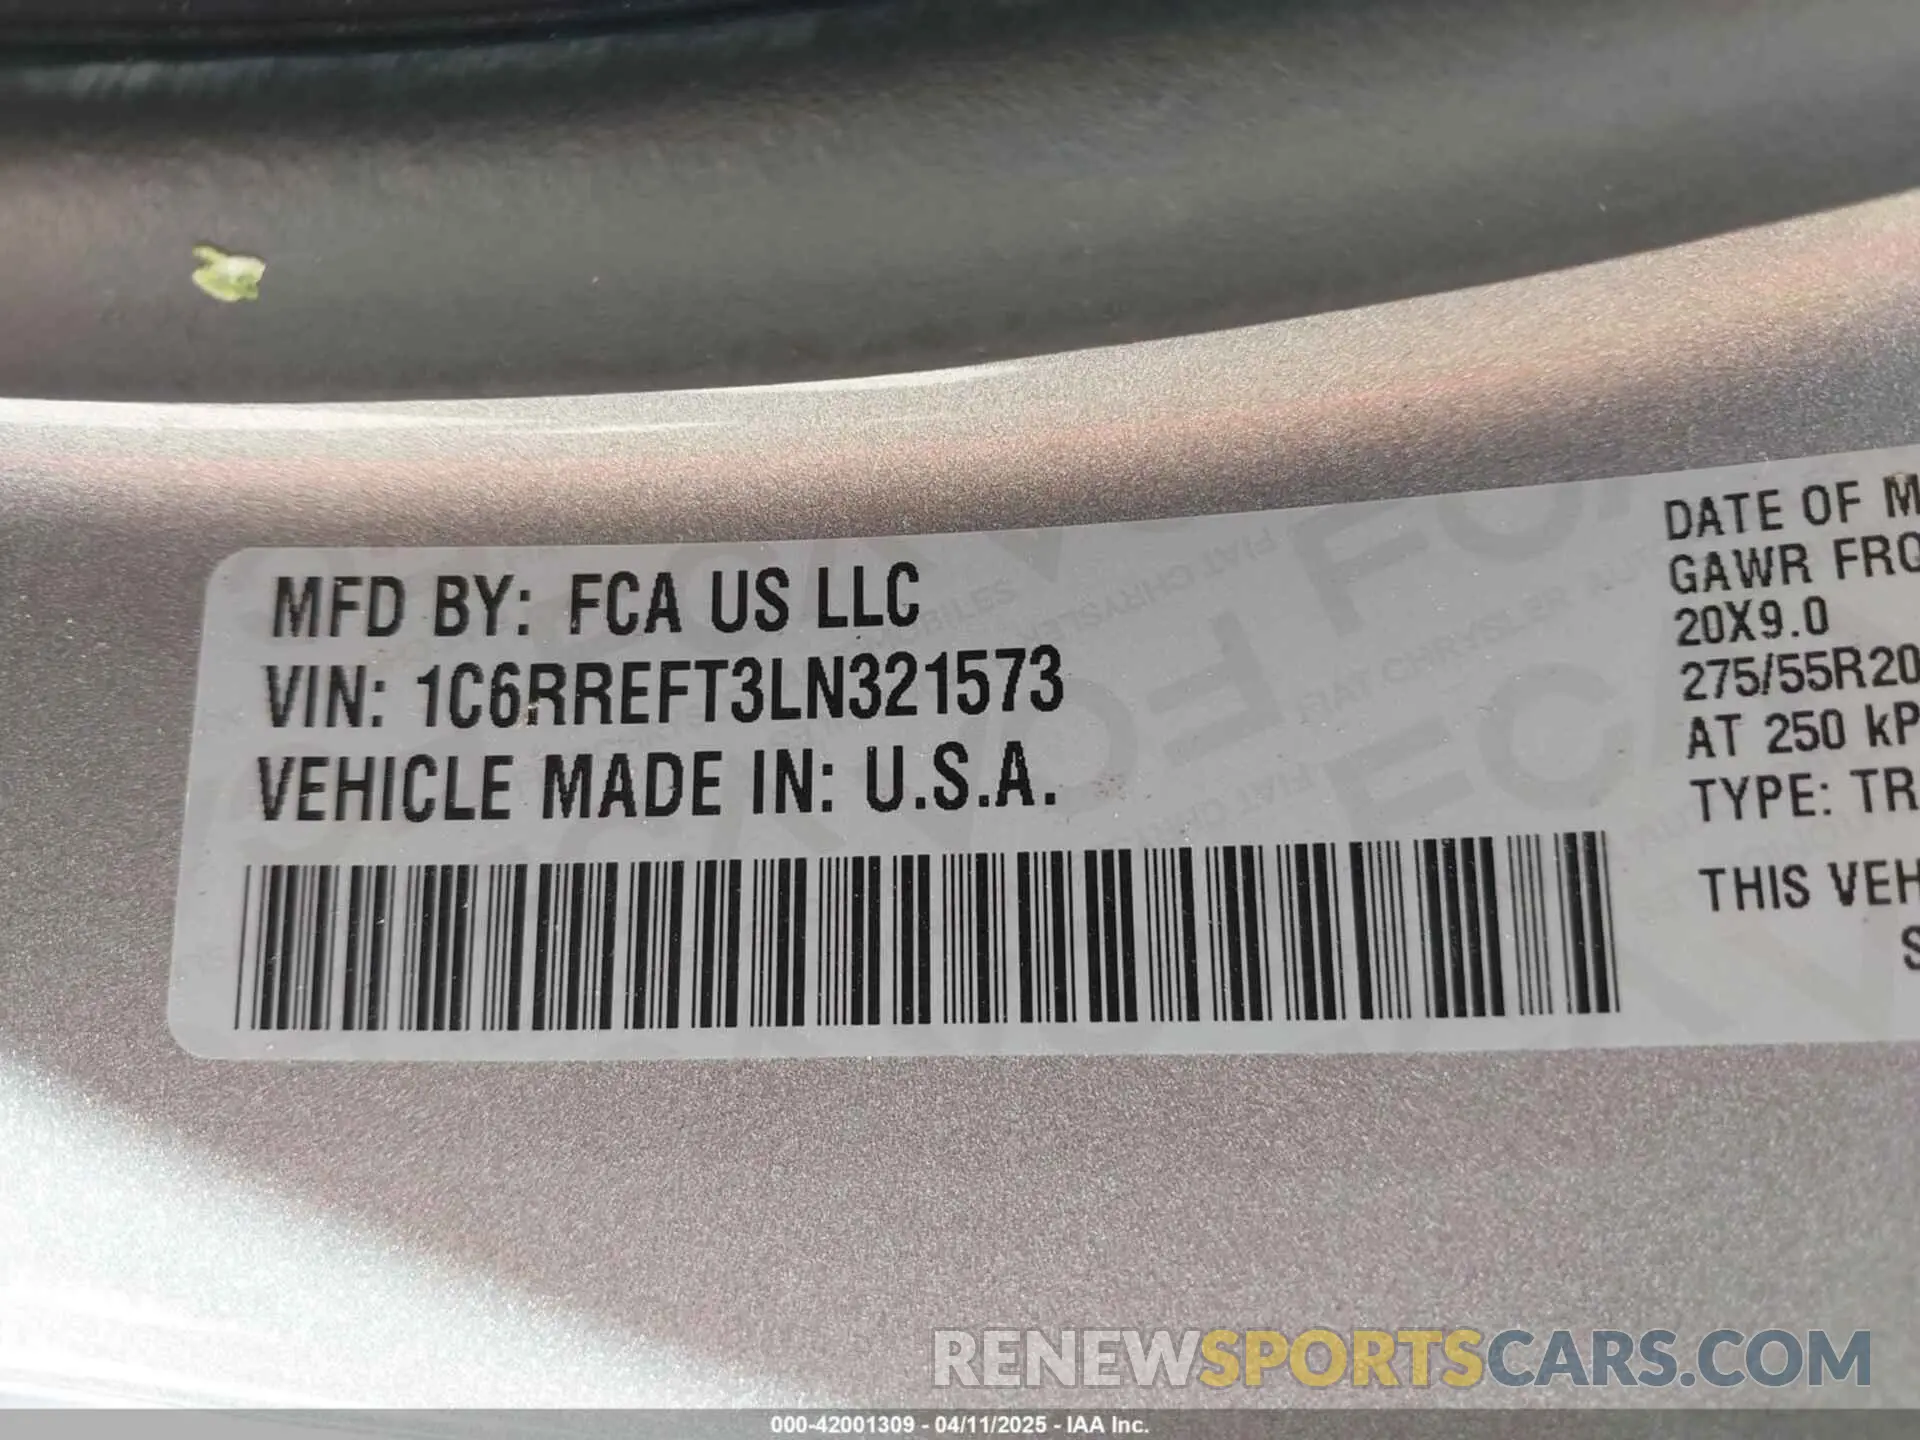 MFD BY: FCA US LLC
VIN: 1C6RREFT3LN321573
VEHICLE MADE IN: U.S.A.
DATE OF M
GAWR FRO
20X9.0
275/55R20
AT 250 kP
TYPE: TR
THIS VEH
S
RENEWSPORTSCARS.COM
000-42001309 - 04/11/2025 - IAA Inc.